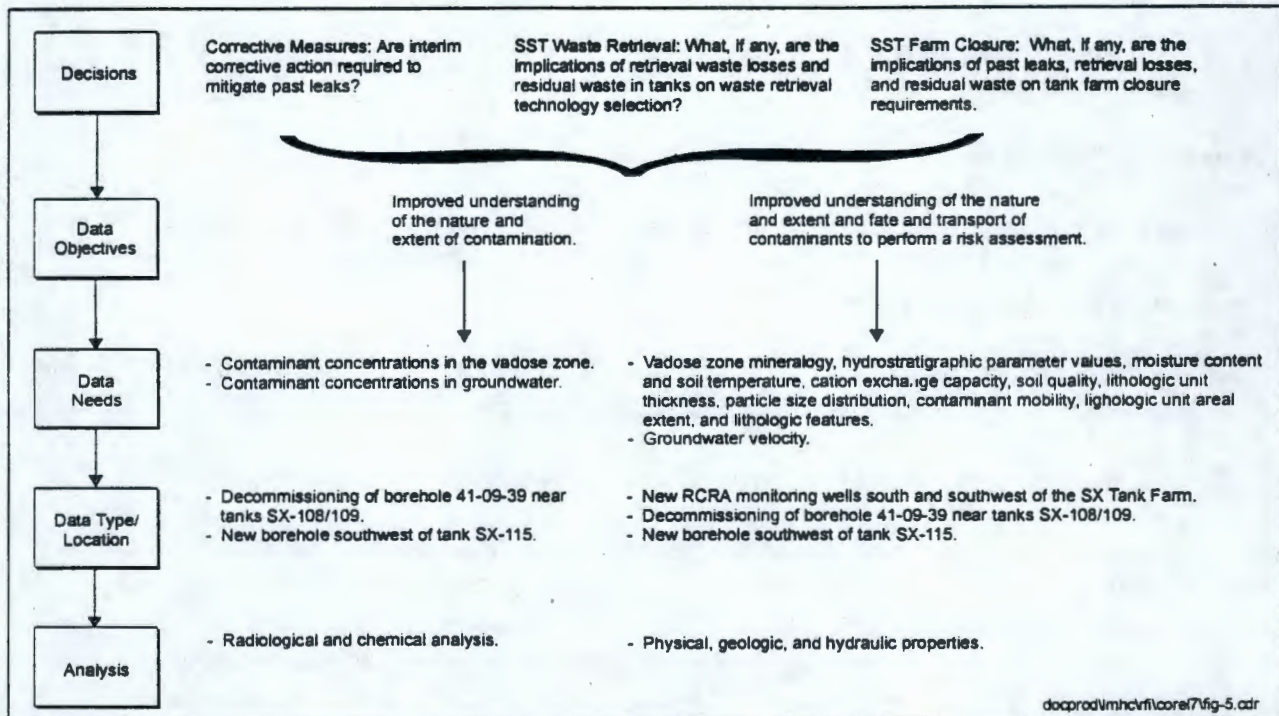 Decisions
Corrective Measures: Are interim
corrective action required to
mitigate past leaks?
SST Waste Retrieval: What, if any, are the
implications of retrieval waste losses and
residual waste in tanks on waste retrieval
technology selection?
SST Farm Closure: What, if any, are the
implications of past leaks, retrieval losses,
and residual waste on tank farm closure
requirements.
Data
Objectives
Improved understanding
of the nature and
extent of contamination.
Improved understanding of the nature
and extent and fate and transport of
contaminants to perform a risk assessment.
Data
Needs
- Contaminant concentrations in the vadose zone.
- Contaminant concentrations in groundwater.
- Vadose zone mineralogy, hydrostratigraphic parameter values, moisture content
and soil temperature, cation exchange capacity, soil quality, lithologic unit
thickness, particle size distribution, contaminant mobility, lighologic unit areal
extent, and lithologic features.
- Groundwater velocity.
Data Type/
Location
- Decommissioning of borehole 41-09-39 near
tanks SX-108/109.
- New borehole southwest of tank SX-115.
- New RCRA monitoring wells south and southwest of the SX Tank Farm.
- Decommissioning of borehole 41-09-39 near tanks SX-108/109.
- New borehole southwest of tank SX-115.
Analysis
- Radiological and chemical analysis.
- Physical, geologic, and hydraulic properties.
docprod\lmhc\rfi\corel7\fig-5.cdr